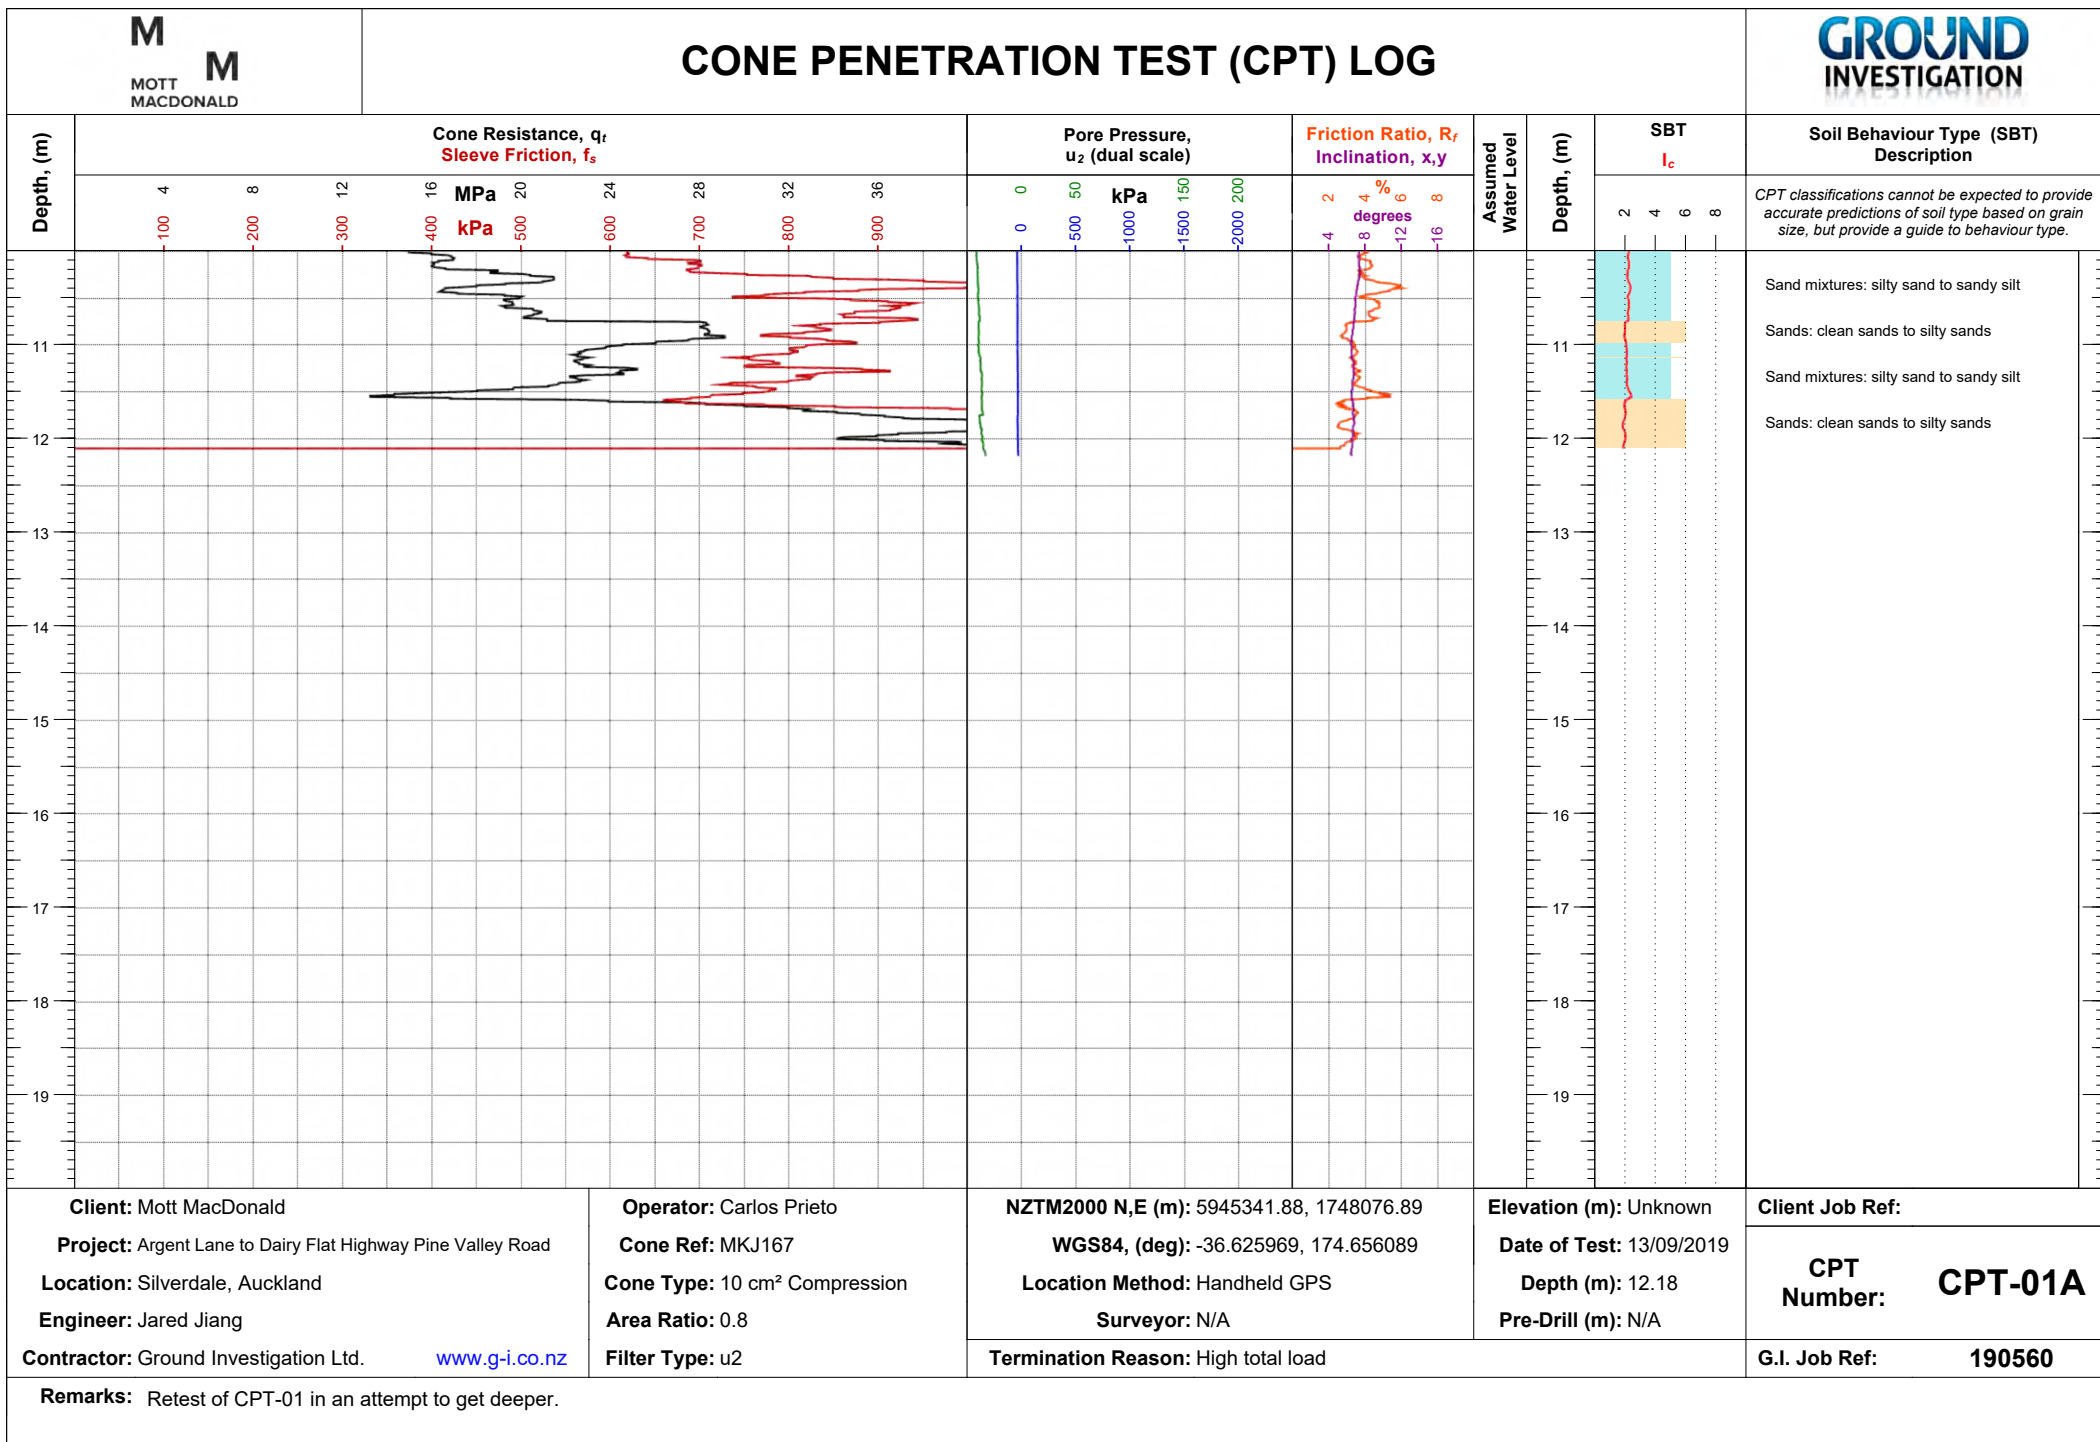 M
M
MOTT
MACDONALD
CONE PENETRATION TEST (CPT) LOG
GROUND
INVESTIGATION
Depth, (m)
Cone Resistance, qt
Sleeve Friction, fs
4 8 12 16 MPa 20 24 28 32 36
100 200 300 400 kPa 500 600 700 800 900
Pore Pressure,
u2 (dual scale)
0 50 kPa 150 200
0 500 1000 1500 2000
Friction Ratio, Rf
Inclination, x,y
2 4 % 6 8
degrees
4 8 12 16
Assumed
Water Level
Depth, (m)
SBT
Ic
2 4 6 8
Soil Behaviour Type (SBT)
Description
CPT classifications cannot be expected to provide
accurate predictions of soil type based on grain
size, but provide a guide to behaviour type.
Sand mixtures: silty sand to sandy silt
Sands: clean sands to silty sands
11 11
Sand mixtures: silty sand to sandy silt
Sands: clean sands to silty sands
12 12
13 13
14 14
15 15
16 16
17 17
18 18
19 19
Client: Mott MacDonald
Project: Argent Lane to Dairy Flat Highway Pine Valley Road
Location: Silverdale, Auckland
Engineer: Jared Jiang
Contractor: Ground Investigation Ltd. www.g-i.co.nz
Operator: Carlos Prieto
Cone Ref: MKJ167
Cone Type: 10 cm² Compression
Area Ratio: 0.8
Filter Type: u2
NZTM2000 N,E (m): 5945341.88, 1748076.89
WGS84, (deg): -36.625969, 174.656089
Location Method: Handheld GPS
Surveyor: N/A
Termination Reason: High total load
Elevation (m): Unknown
Date of Test: 13/09/2019
Depth (m): 12.18
Pre-Drill (m): N/A
Client Job Ref:
CPT
Number: CPT-01A
G.I. Job Ref: 190560
Remarks: Retest of CPT-01 in an attempt to get deeper.